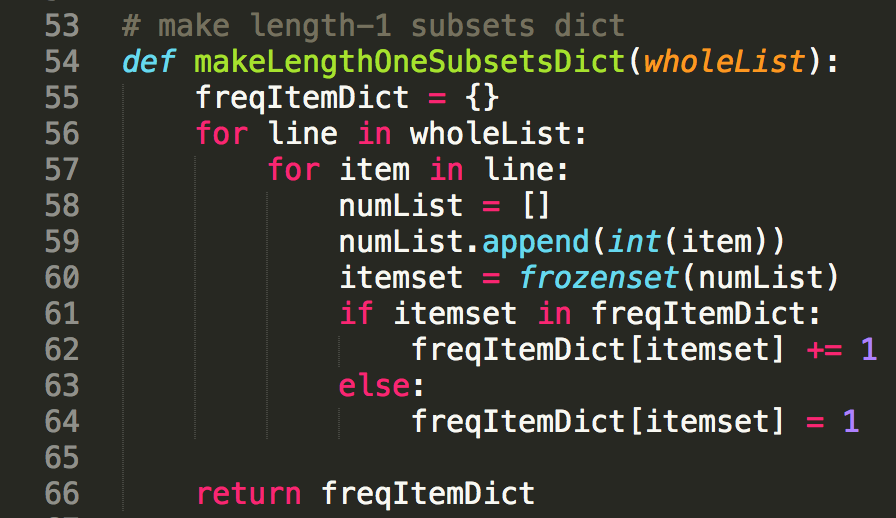 53 # make length-1 subsets dict
54 def makeLengthOneSubsetsDict(wholeList):
55     freqItemDict = {}
56     for line in wholeList:
57         for item in line:
58             numList = []
59             numList.append(int(item))
60             itemset = frozenset(numList)
61             if itemset in freqItemDict:
62                 freqItemDict[itemset] += 1
63             else:
64                 freqItemDict[itemset] = 1
65
66     return freqItemDict